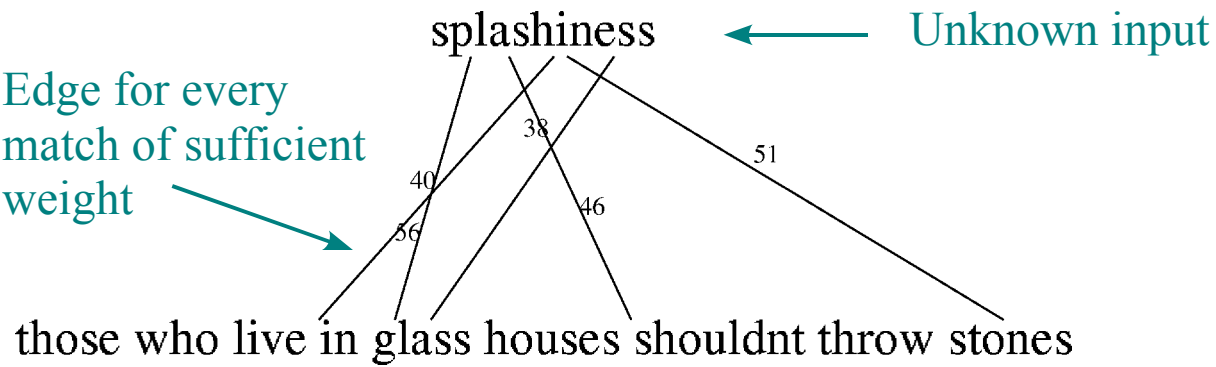 splashiness
Unknown input
Edge for every
match of sufficient
weight
38
51
40
46
56
those who live in glass houses shouldnt throw stones